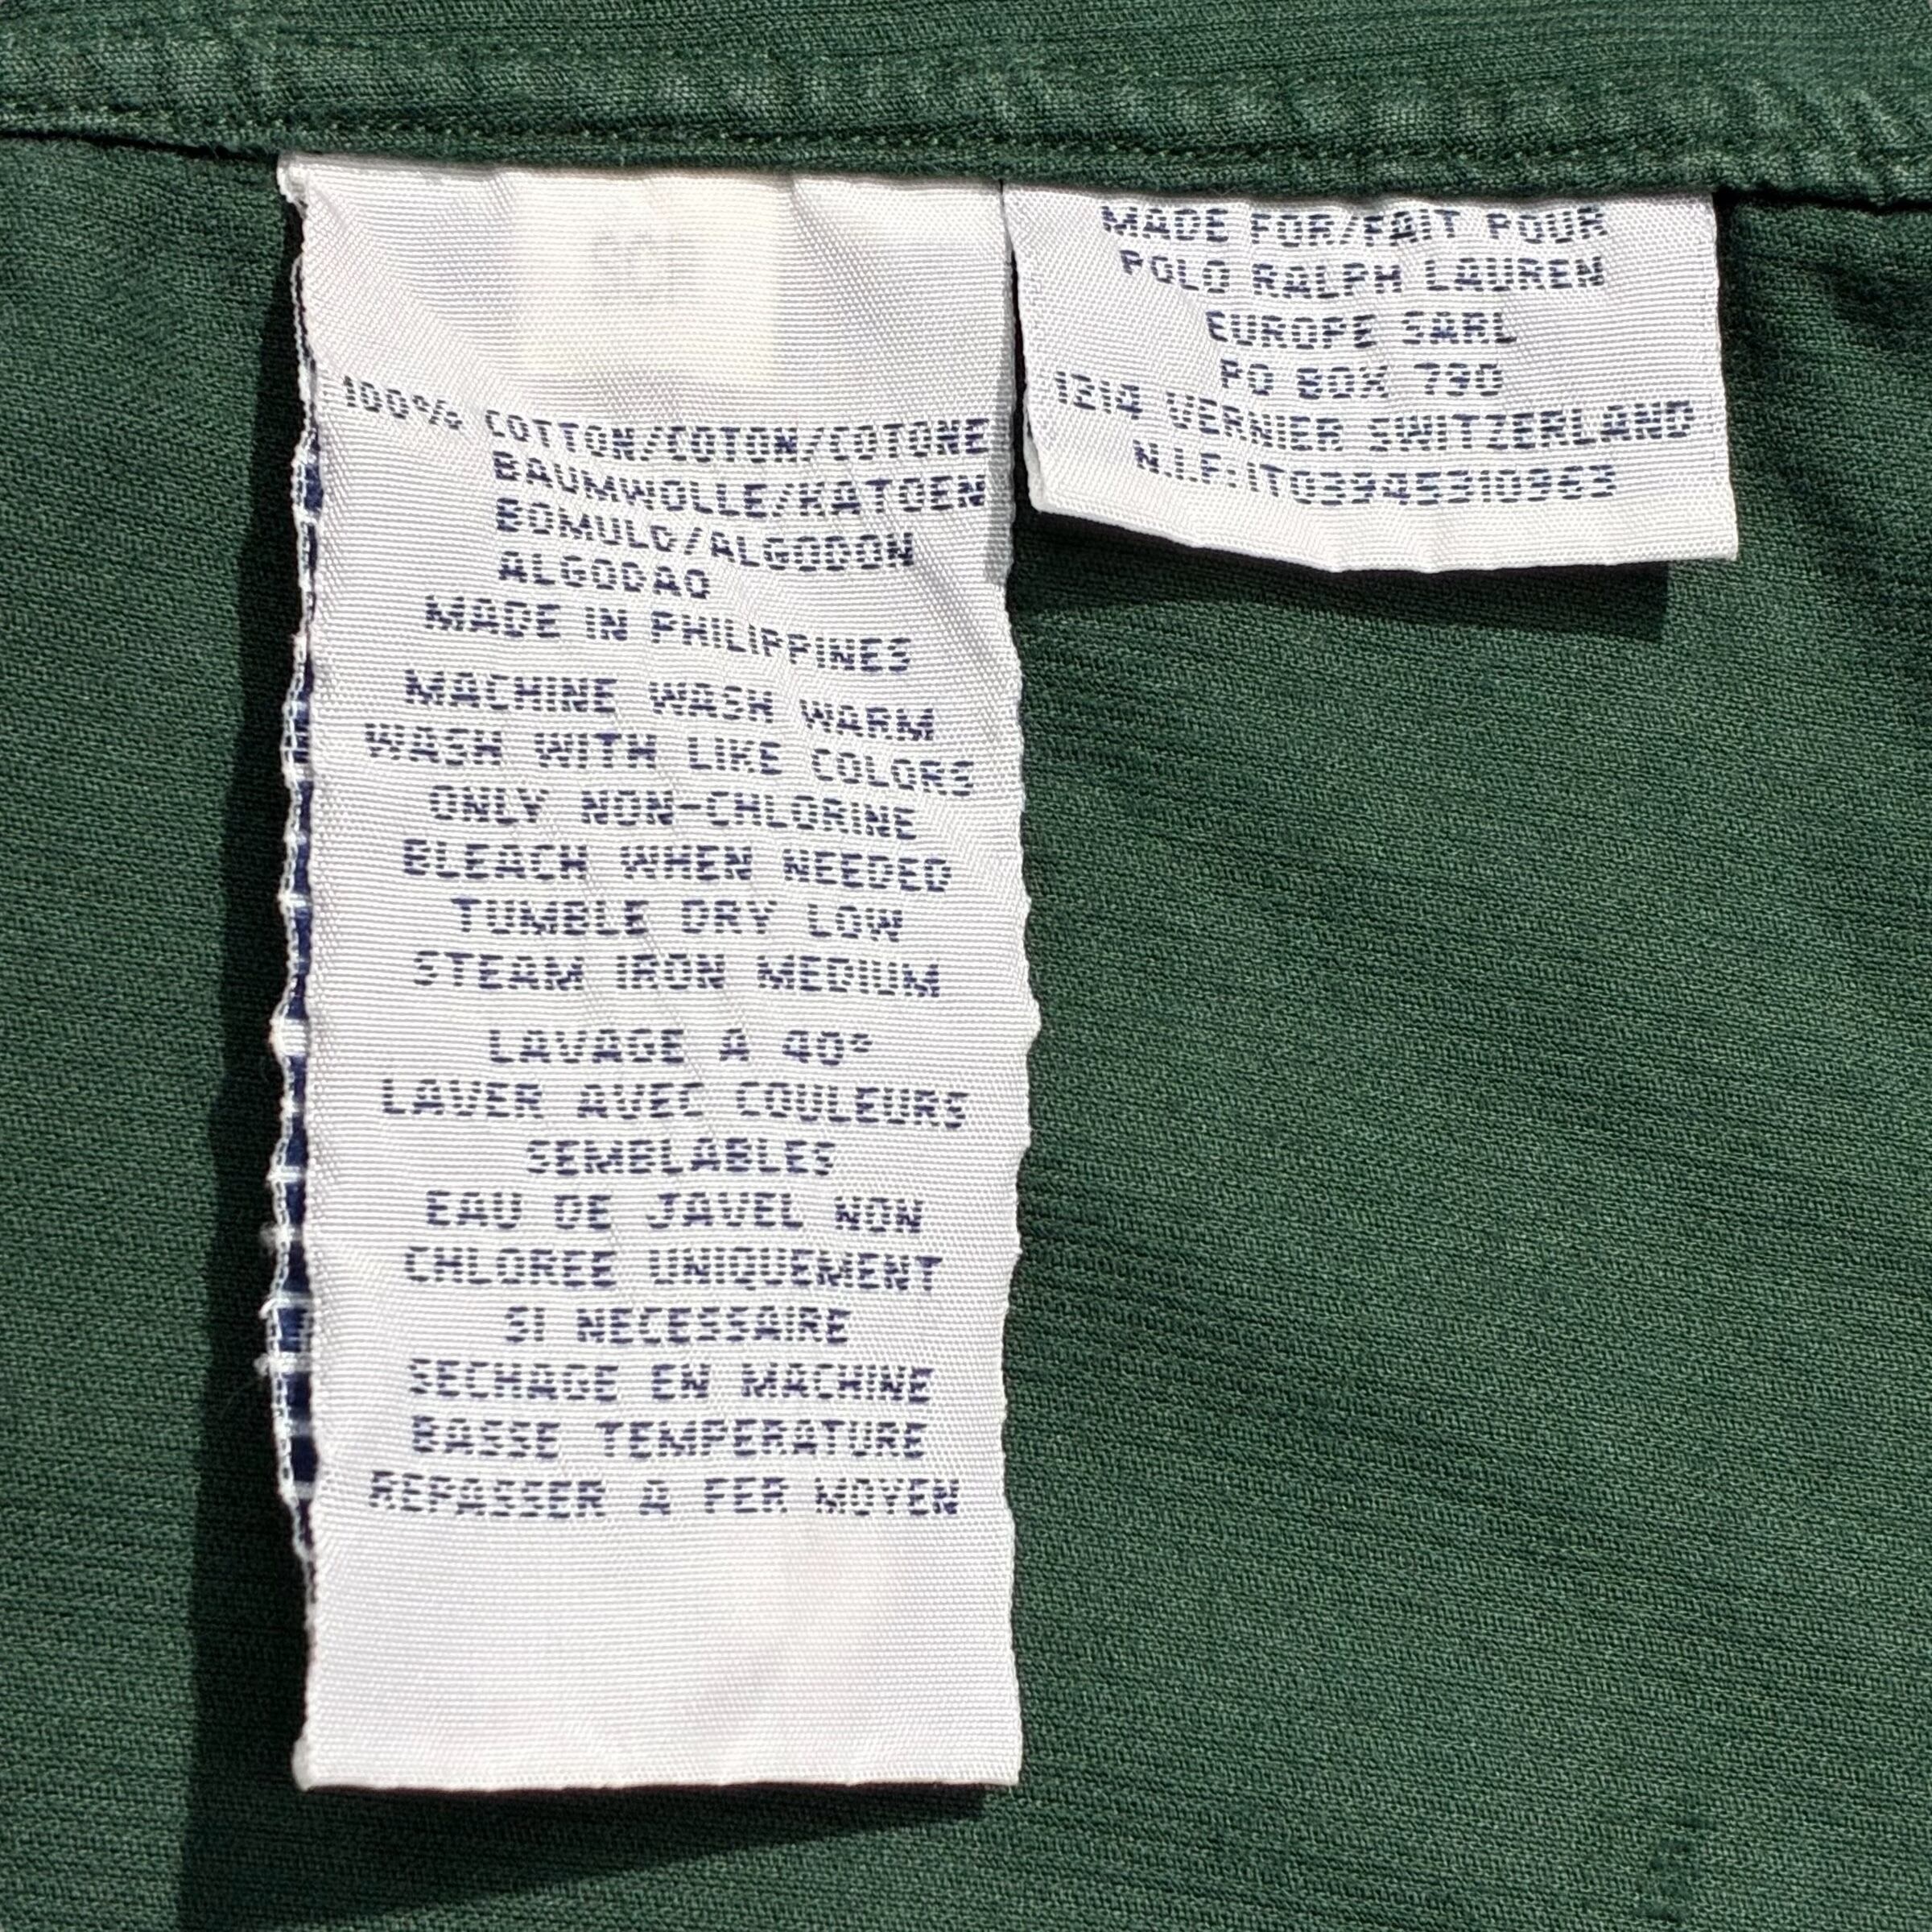 100% COTTON/COTON/COTONE
BAUMWOLLE/KATOEN
BOMULD/ALGODON
ALGODAO
MADE IN PHILIPPINES
MACHINE WASH WARM
WASH WITH LIKE COLORS
ONLY NON-CHLORINE
BLEACH WHEN NEEDED
TUMBLE DRY LOW
STEAM IRON MEDIUM
LAVAGE A 40°
LAVER AVEC COULEURS
SEMBLABLES
EAU DE JAVEL NON
CHLOREE UNIQUEMENT
SI NECESSAIRE
SECHAGE EN MACHINE
BASSE TEMPERATURE
REPASSER A FER MOYEN
MADE FOR/FAIT POUR
POLO RALPH LAUREN
EUROPE SARL
PO BOX 790
1214 VERNIER SWITZERLAND
N.I.F:IT03945310963